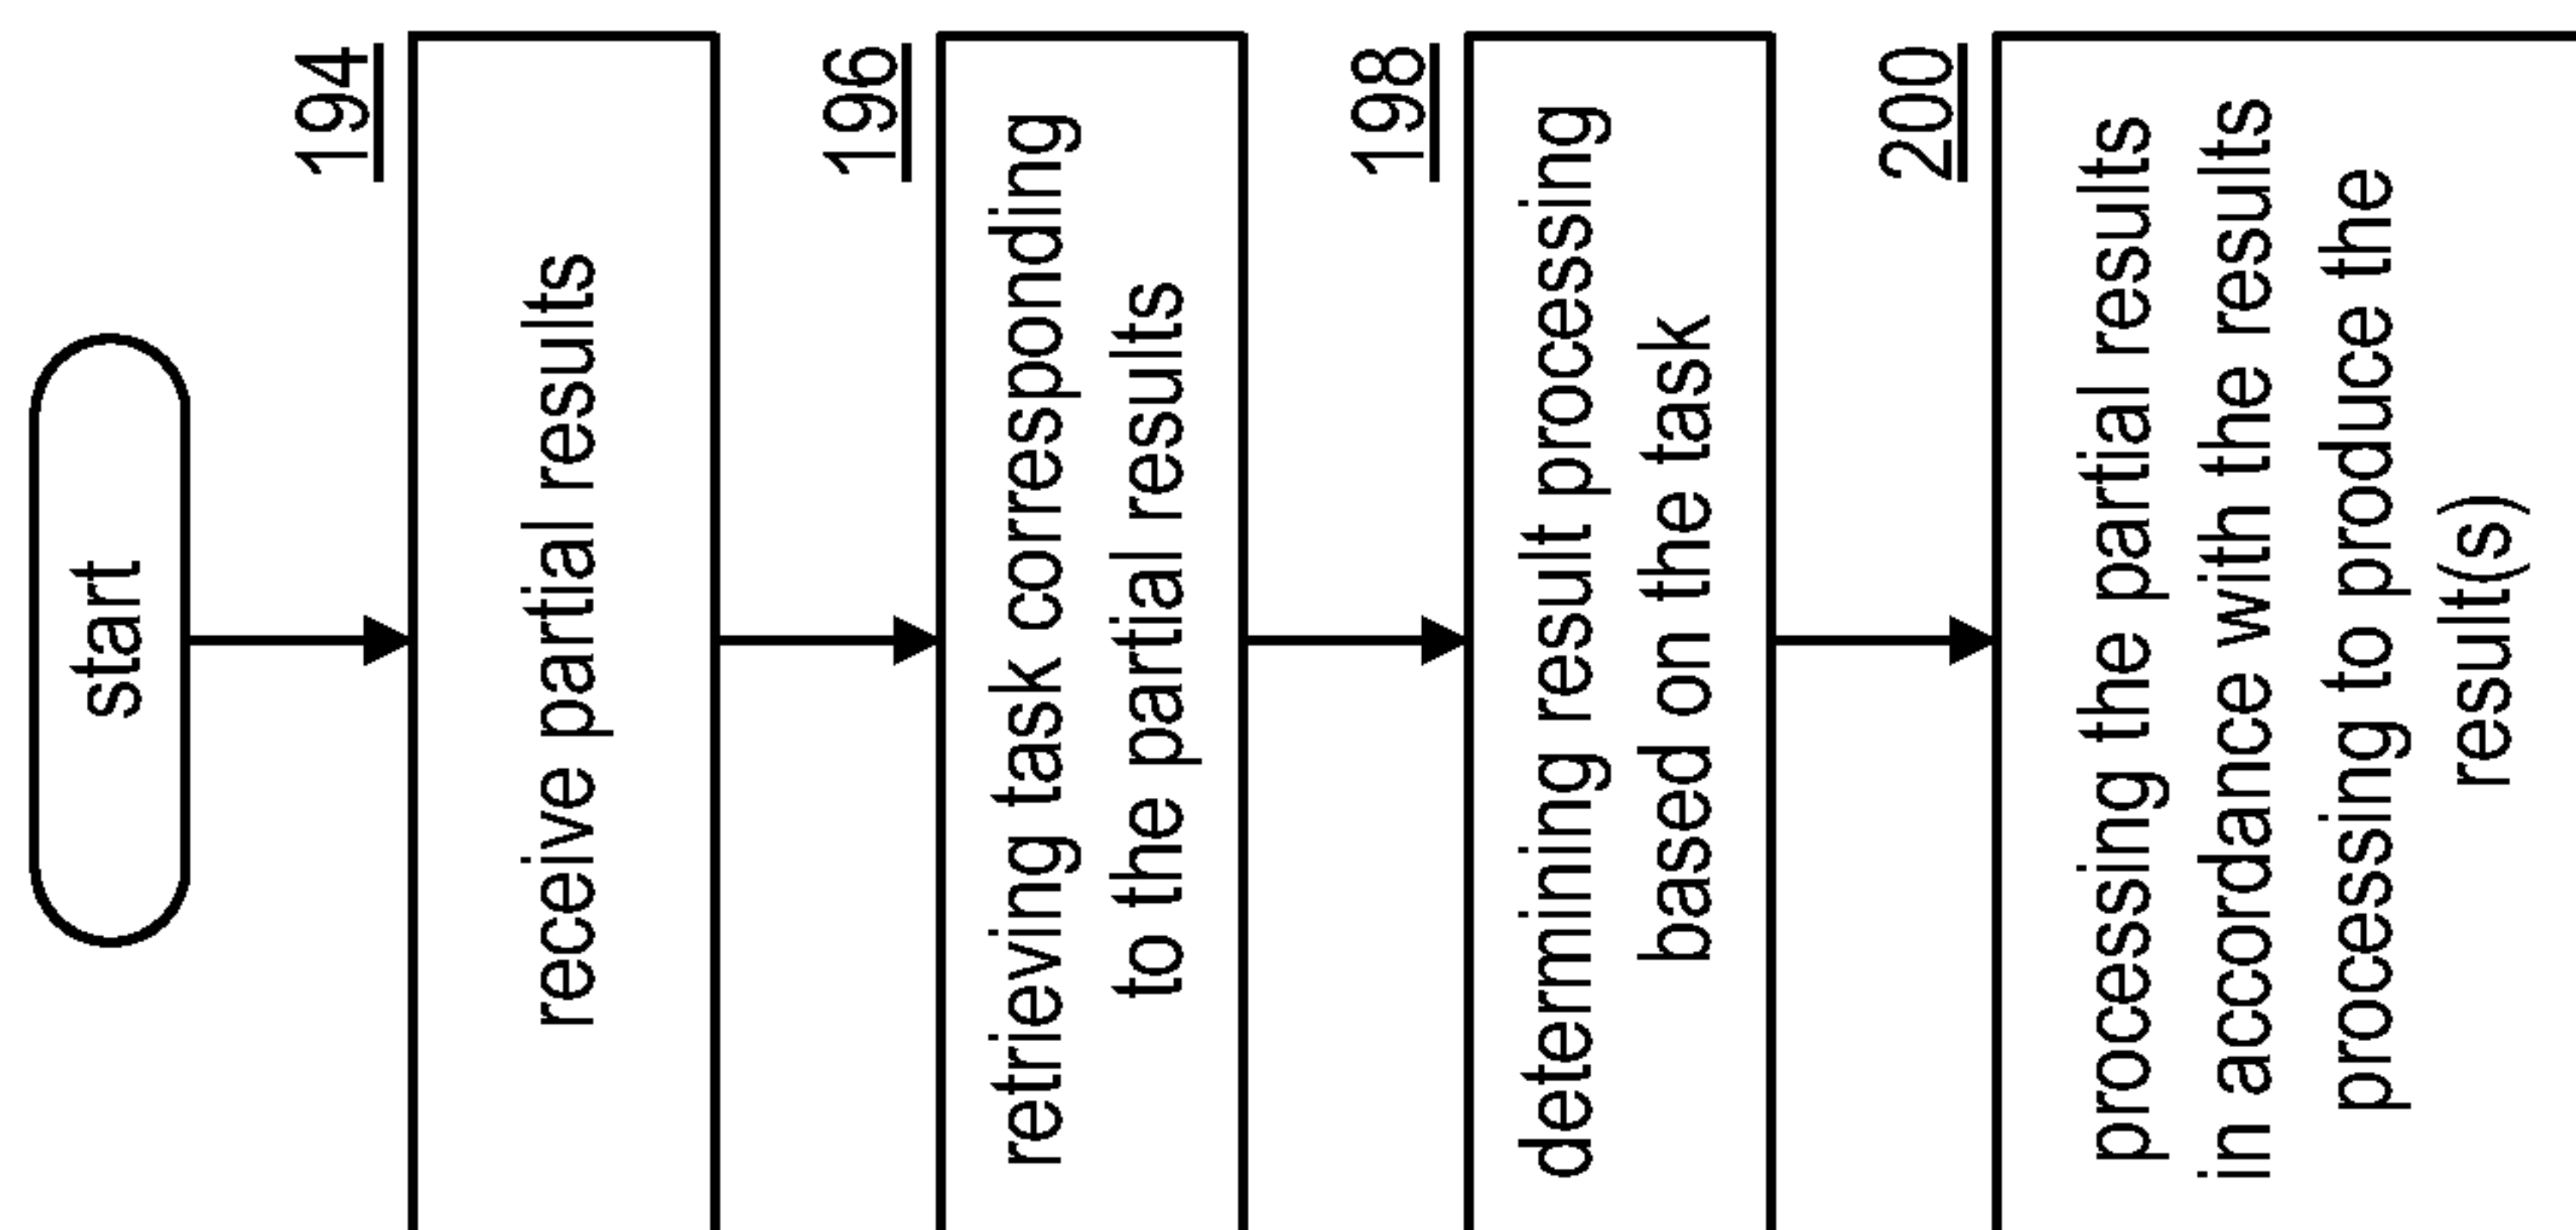 start
194
receive partial results
196
retrieving task corresponding
to the partial results
198
determining result processing
based on the task
200
processing the partial results
in accordance with the results
processing to produce the
result(s)